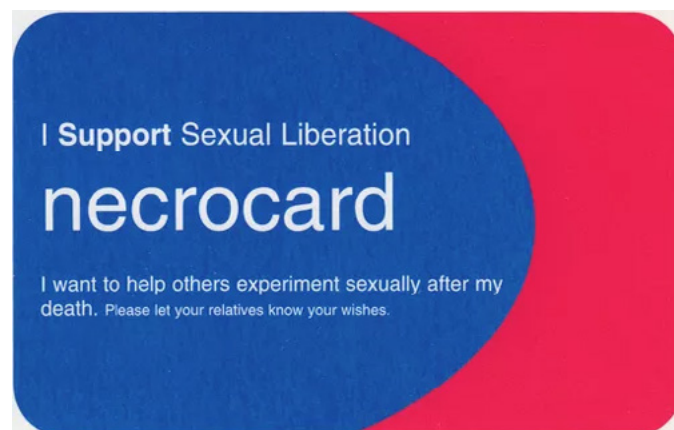 I Support Sexual Liberation
necrocard
I want to help others experiment sexually after my
death. Please let your relatives know your wishes.